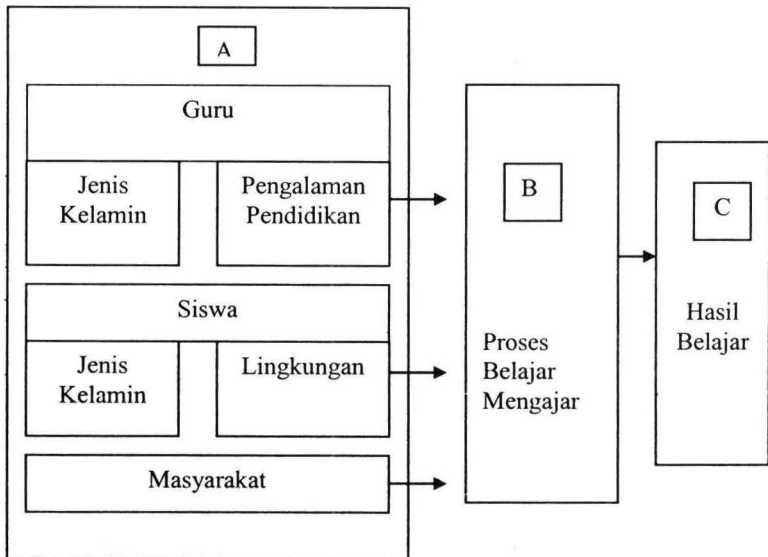 A
Guru
Jenis
Kelamin
Pengalaman
Pendidikan
Siswa
Jenis
Kelamin
Lingkungan
Masyarakat
B
Proses
Belajar
Mengajar
C
Hasil
Belajar